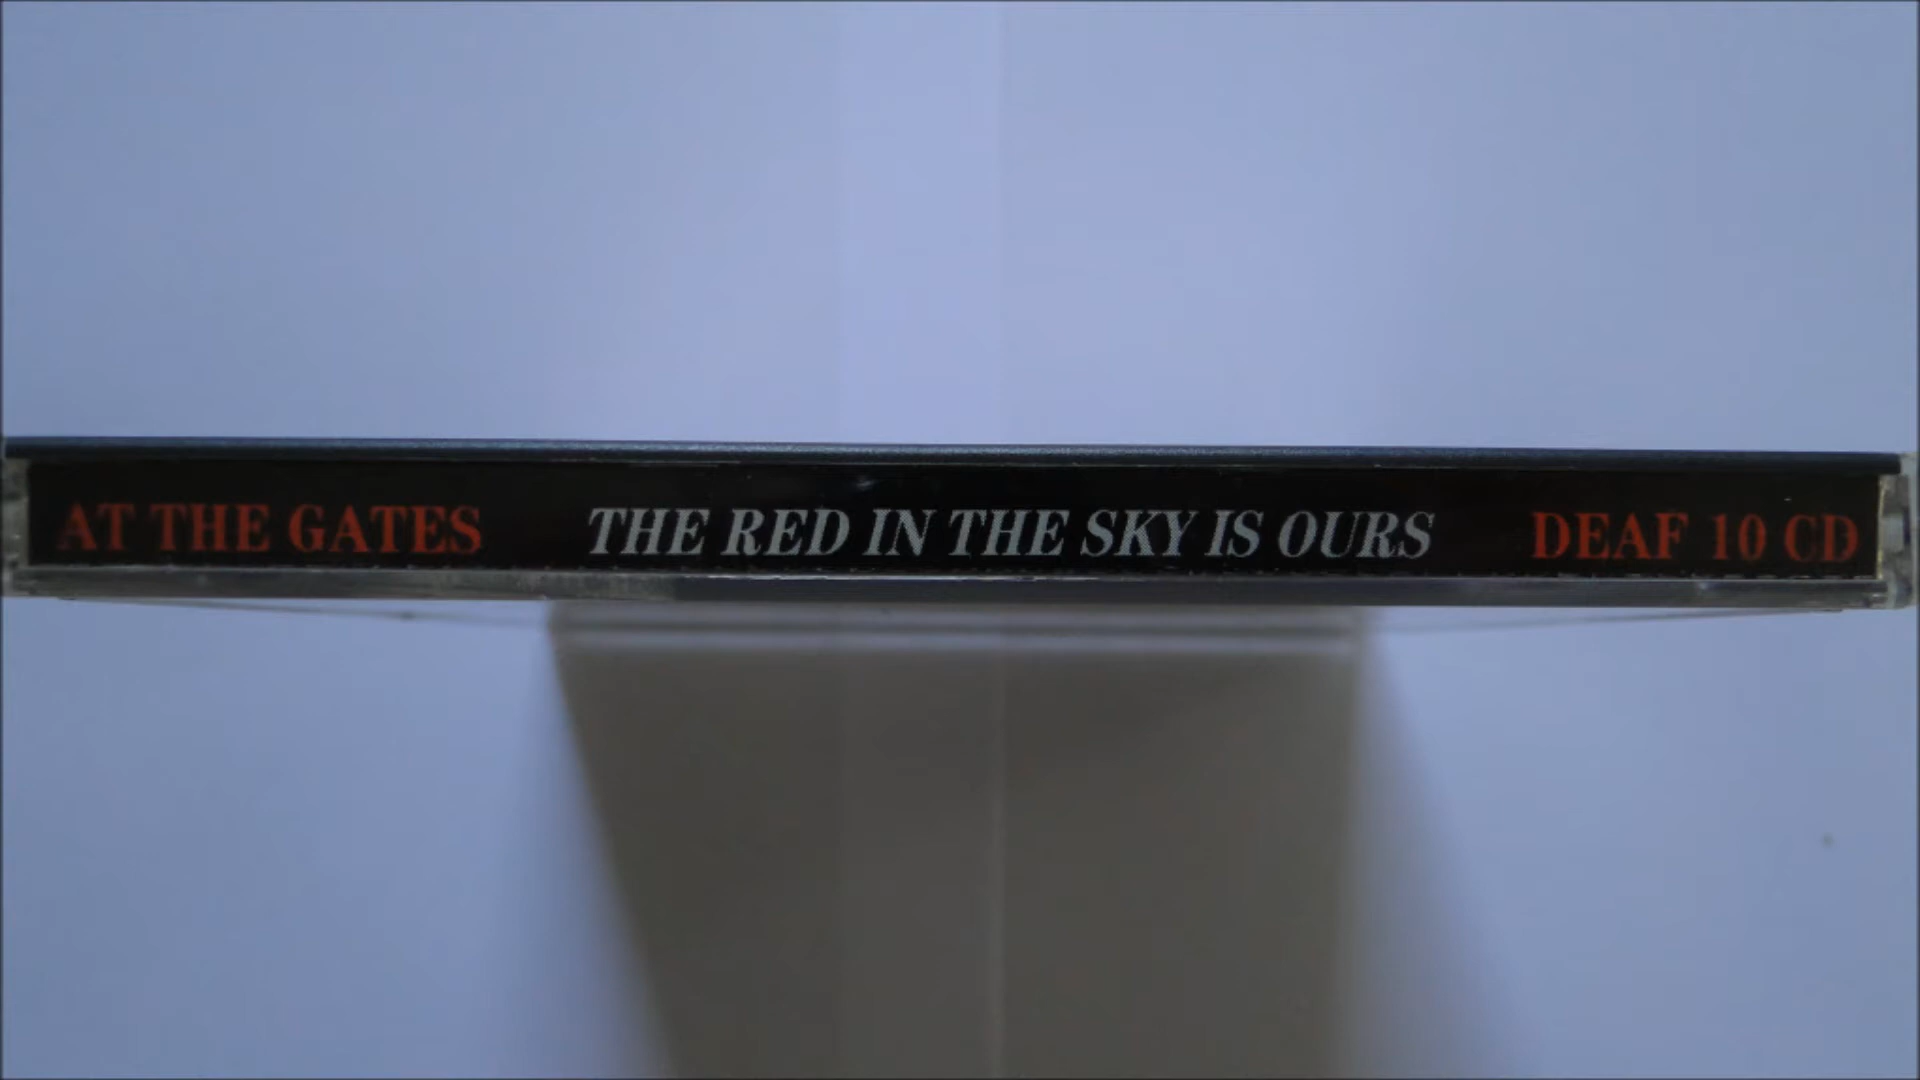 AT THE GATES THE RED IN THE SKY IS OURS DEAF 10 CD